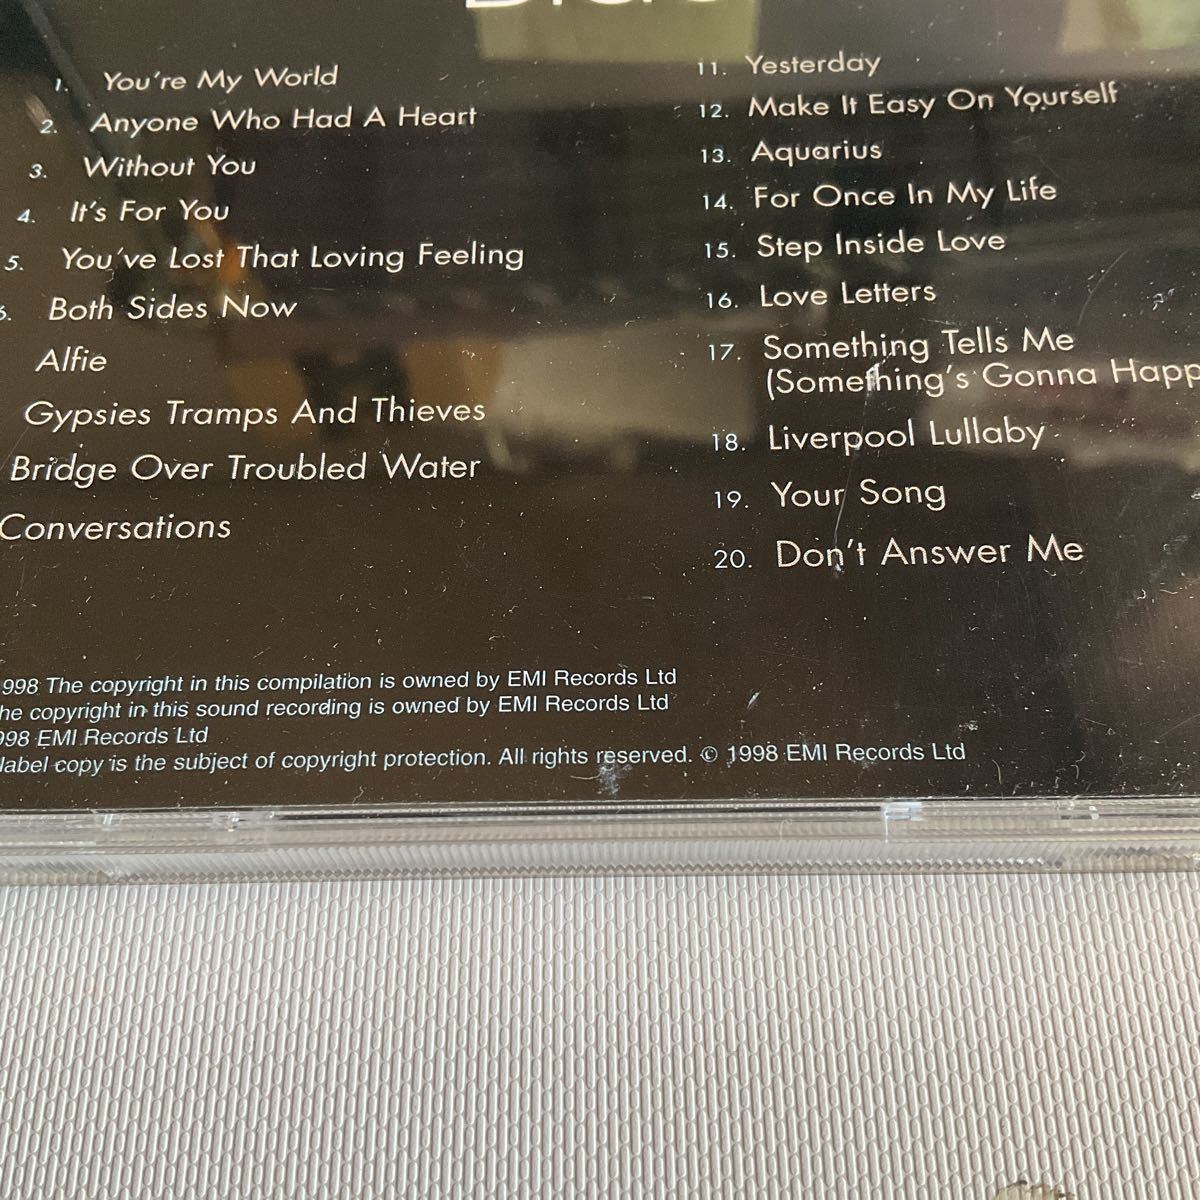 1. You're My World
2. Anyone Who Had A Heart
3. Without You
4. It's For You
5. You've Lost That Loving Feeling
6. Both Sides Now
Alfie
Gypsies Tramps And Thieves
Bridge Over Troubled Water
Conversations
11. Yesterday
12. Make It Easy On Yourself
13. Aquarius
14. For Once In My Life
15. Step Inside Love
16. Love Letters
17. Something Tells Me
(Something's Gonna Happ
18. Liverpool Lullaby
19. Your Song
20. Don't Answer Me
998 The copyright in this compilation is owned by EMI Records Ltd
he copyright in this sound recording is owned by EMI Records Ltd
998 EMI Records Ltd
label copy is the subject of copyright protection. All rights reserved. © 1998 EMI Records Ltd